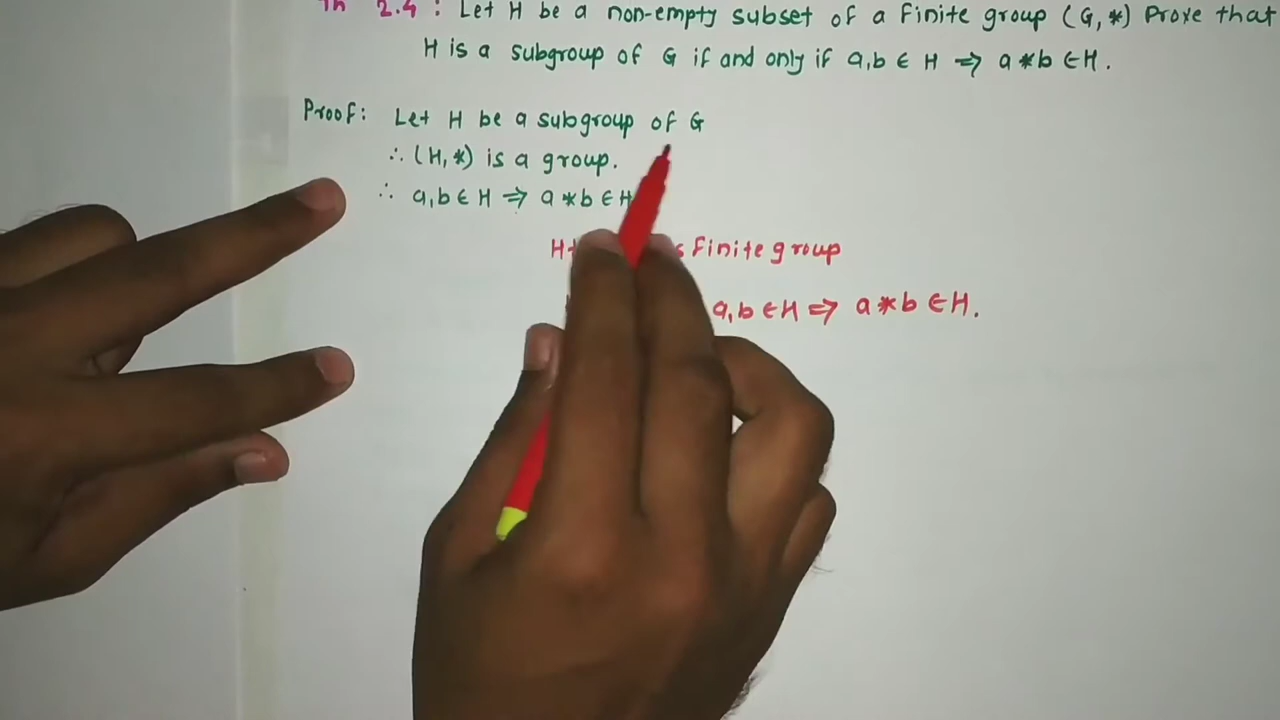 Th 2.4 : Let H be a non-empty subset of a finite group (G, *) Prove that
H is a subgroup of G if and only if a,b ∈ H ⇒ a * b ∈ H.
Proof: Let H be a subgroup of G
∴ (H, *) is a group.
∴ a,b ∈ H ⇒ a * b ∈ H
finite group
a,b ∈ H ⇒ a * b ∈ H.